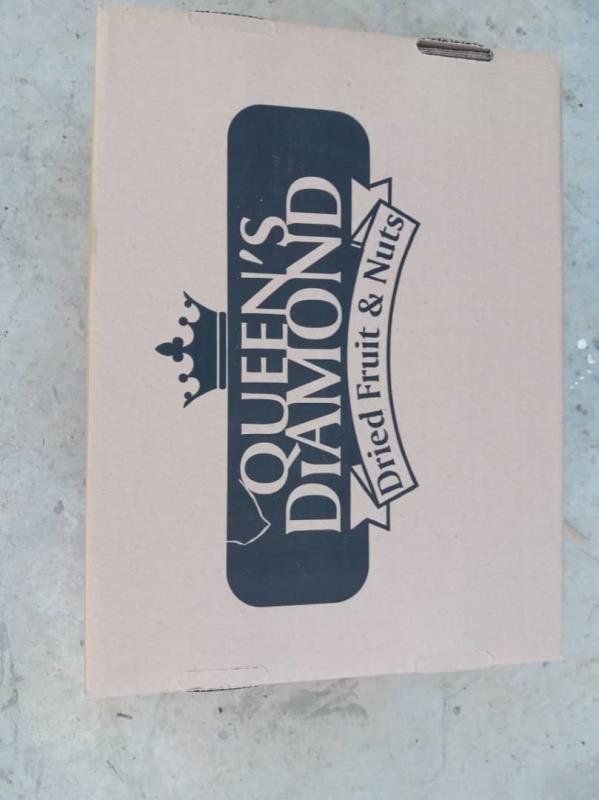 QUEEN'S
DIAMOND
Dried Fruit & Nuts